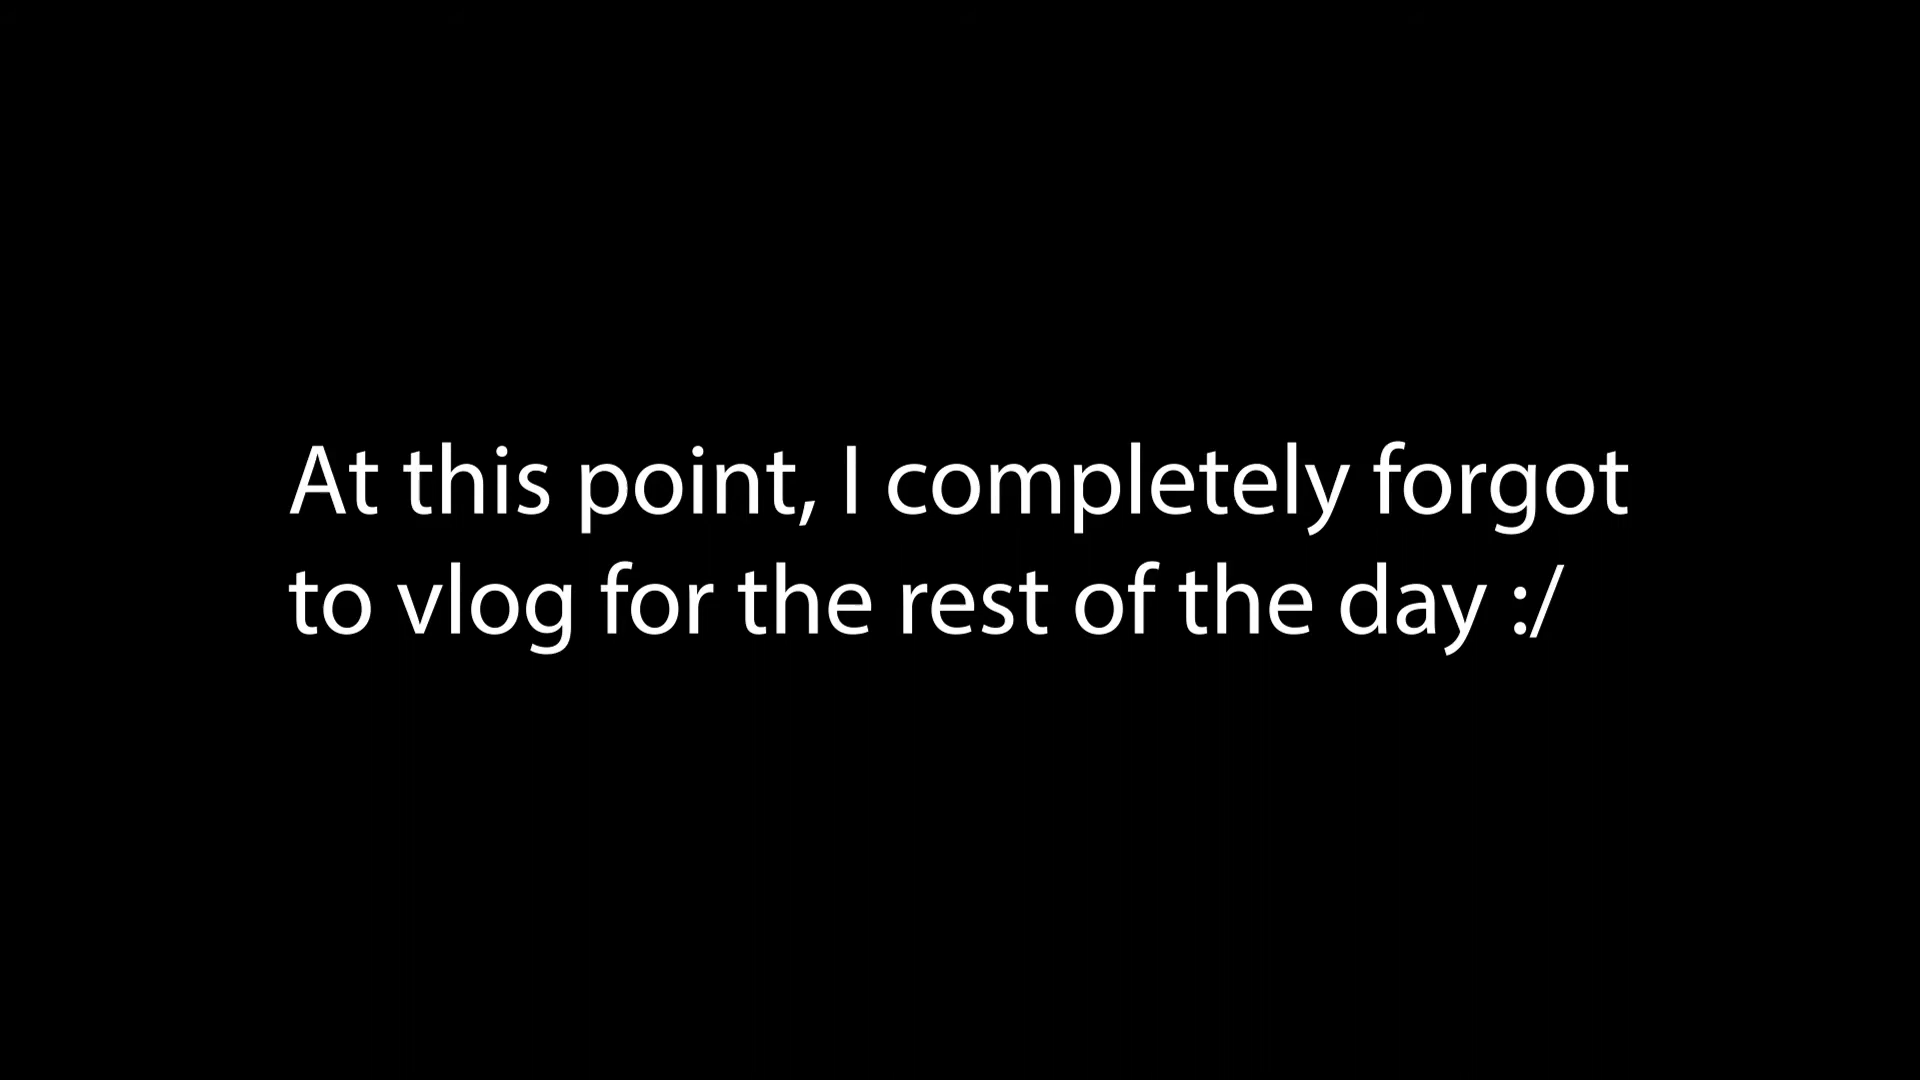 At this point, I completely forgot
to vlog for the rest of the day :/